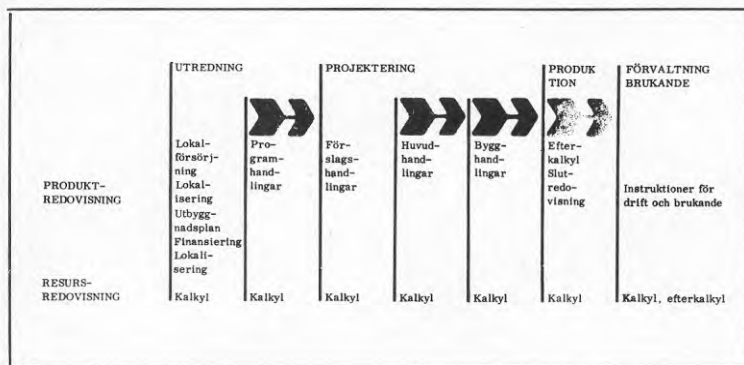 UTREDNING
PROJEKTERING
PRODUK
TION
FÖRVALTNING
BRUKANDE
PRODUKT-
REDOVISNING
Lokal-
försörj-
ning
Lokal-
isering
Utbygg-
nadsplan
Finansiering
Lokali-
sering
Pro-
gram-
hand-
lingar
För-
slags-
hand-
lingar
Huvud-
hand-
lingar
Bygg-
hand-
lingar
Efter-
kalkyl
Slut-
redo-
visning
Instruktioner för
drift och brukande
RESURS-
REDOVISNING
Kalkyl
Kalkyl
Kalkyl
Kalkyl
Kalkyl
Kalkyl
Kalkyl, efterkalkyl